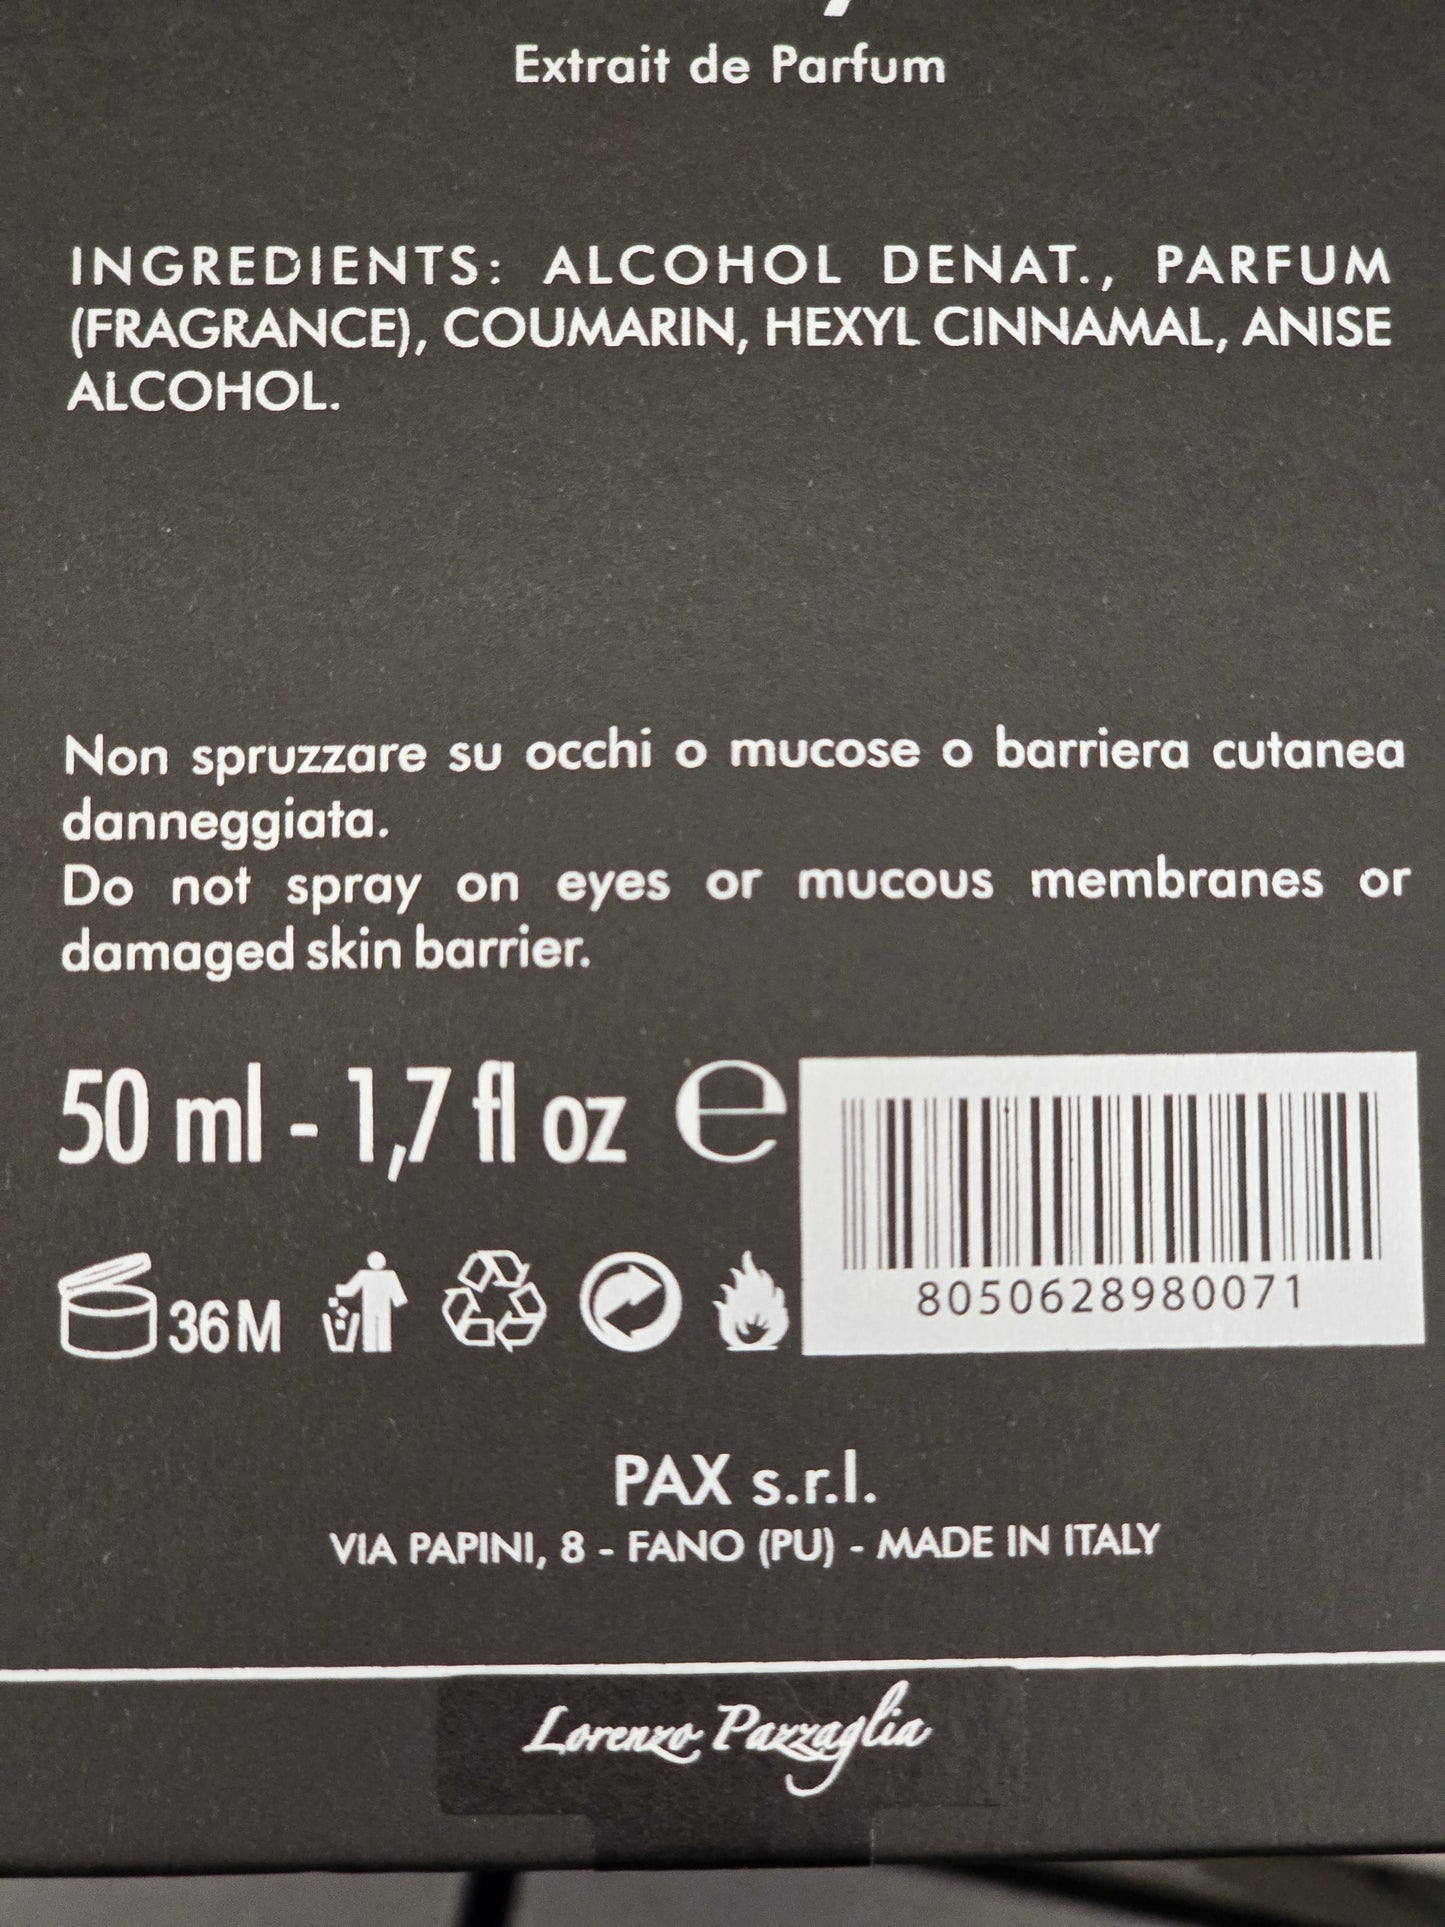 Extrait de Parfum
INGREDIENTS: ALCOHOL DENAT., PARFUM
(FRAGRANCE), COUMARIN, HEXYL CINNAMAL, ANISE
ALCOHOL.
Non spruzzare su occhi o mucose o barriera cutanea
danneggiata.
Do not spray on eyes or mucous membranes or
damaged skin barrier.
50 ml - 1,7 fl oz ℮
36M
8050628980071
PAX s.r.l.
VIA PAPINI, 8 - FANO (PU) - MADE IN ITALY
Lorenzo Pazzaglia